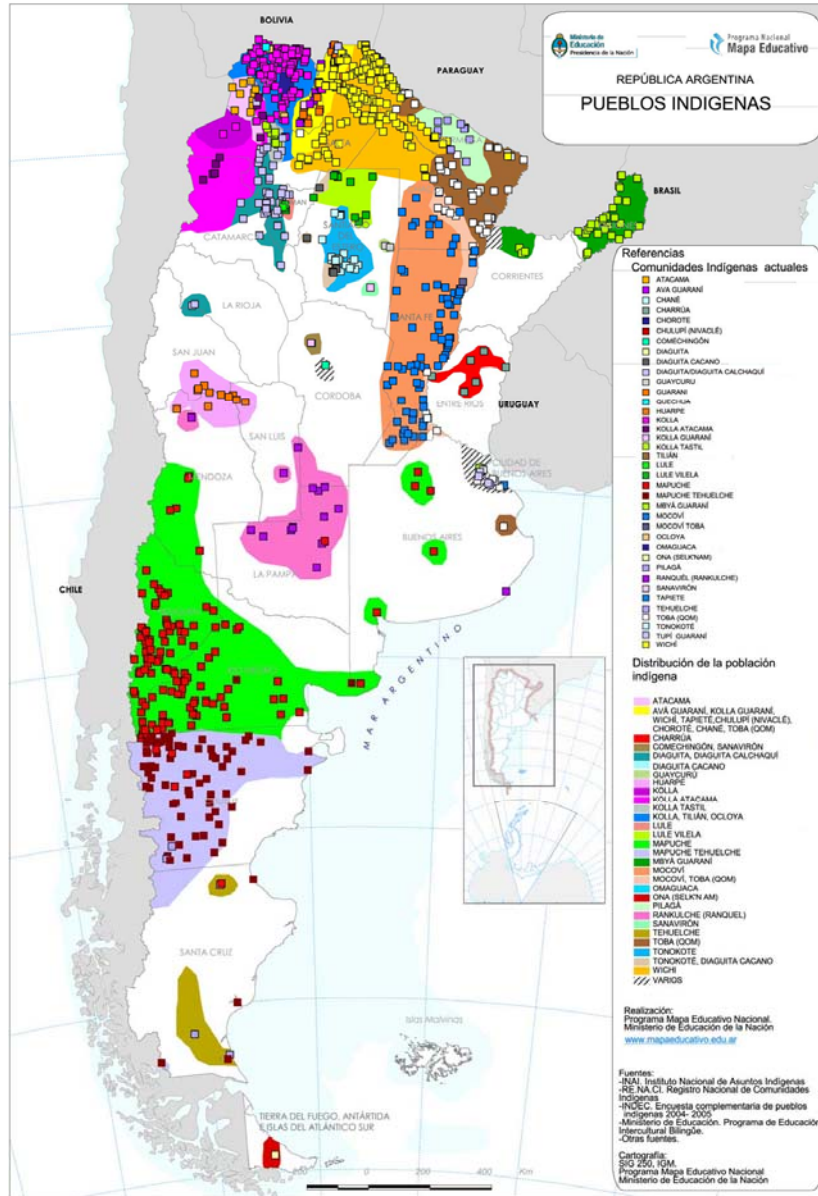 BOLIVIA
PARAGUAY
BRASIL
URUGUAY
CHILE
Ministerio de
Educación
Presidencia de la Nación
Programa Nacional
Mapa Educativo
REPÚBLICA ARGENTINA
PUEBLOS INDIGENAS
SALTA
CATAMARCA
LA RIOJA
SAN JUAN
SAN LUIS
CORDOBA
SANTA FE
ENTRE RÍOS
CORRIENTES
CIUDAD DE
BUENOS AIRES
BUENOS AIRES
LA PAMPA
MENDOZA
SANTA CRUZ
MAR ARGENTINO
Islas Malvinas
TIERRA DEL FUEGO, ANTÁRTIDA
E ISLAS DEL ATLÁNTICO SUR
200
400 Km
Referencias
Comunidades Indígenas actuales
ATACAMA
AVA GUARANÍ
CHANÉ
CHARRÚA
CHOROTE
CHULUPÍ (NIVACLÉ)
COMECHINGÓN
DIAGUITA
DIAGUITA CACANO
DIAGUITA/DIAGUITA CALCHAQUÍ
GUAYCURU
GUARANI
QUECHUA
HUARPE
KOLLA
KOLLA ATACAMA
KOLLA GUARANÍ
KOLLA TASTIL
TILIÁN
LULE
LULE VILELA
MAPUCHE
MAPUCHE TEHUELCHE
MBYÁ GUARANÍ
MOCOVÍ
MOCOVÍ TOBA
OCLOYA
OMAGUACA
ONA (SELK'NAM)
PILAGÁ
RANQUÉL (RANKULCHE)
SANAVIRÓN
TAPIETE
TEHUELCHE
TOBA (QOM)
TONOKOTÉ
TUPÍ GUARANÍ
WICHÍ
Distribución de la población
indígena
ATACAMA
AVÁ GUARANÍ, KOLLA GUARANÍ,
WICHÍ, TAPIETÉ,CHULUPÍ (NIVACLÉ),
CHOROTÉ, CHANÉ, TOBA (QOM)
CHARRÚA
COMECHINGÓN, SANAVIRÓN
DIAGUITA, DIAGUITA CALCHAQUÍ
DIAGUITA CACANO
GUAYCURÚ
HUARPE
KOLLA
KOLLA ATACAMA
KOLLA TASTIL
KOLLA, TILIÁN, OCLOYA
LULE
LULE VILELA
MAPUCHE
MAPUCHE TEHUELCHE
MBYÁ GUARANÍ
MOCOVÍ
MOCOVÍ, TOBA (QOM)
OMAGUACA
ONA (SELK'N AM)
PILAGÁ
RANKULCHE (RANQUEL)
SANAVIRÓN
TEHUELCHE
TOBA (QOM)
TONOKOTE
TONOKOTÉ, DIAGUITA CACANO
WICHI
VARIOS
Realización:
Programa Mapa Educativo Nacional.
Ministerio de Educación de la Nación
www.mapaeducativo.edu.ar
Fuentes:
-INAI. Instituto Nacional de Asuntos Indígenas
-RE.NA.CI. Registro Nacional de Comunidades
Indígenas
-INDEC. Encuesta complementaria de pueblos
indígenas 2004- 2005
-Ministerio de Educación. Programa de Educación
Intercultural Bilingüe.
-Otras fuentes.
Cartografía:
SIG 250, IGM.
Programa Mapa Educativo Nacional
Ministerio de Educación de la Nación